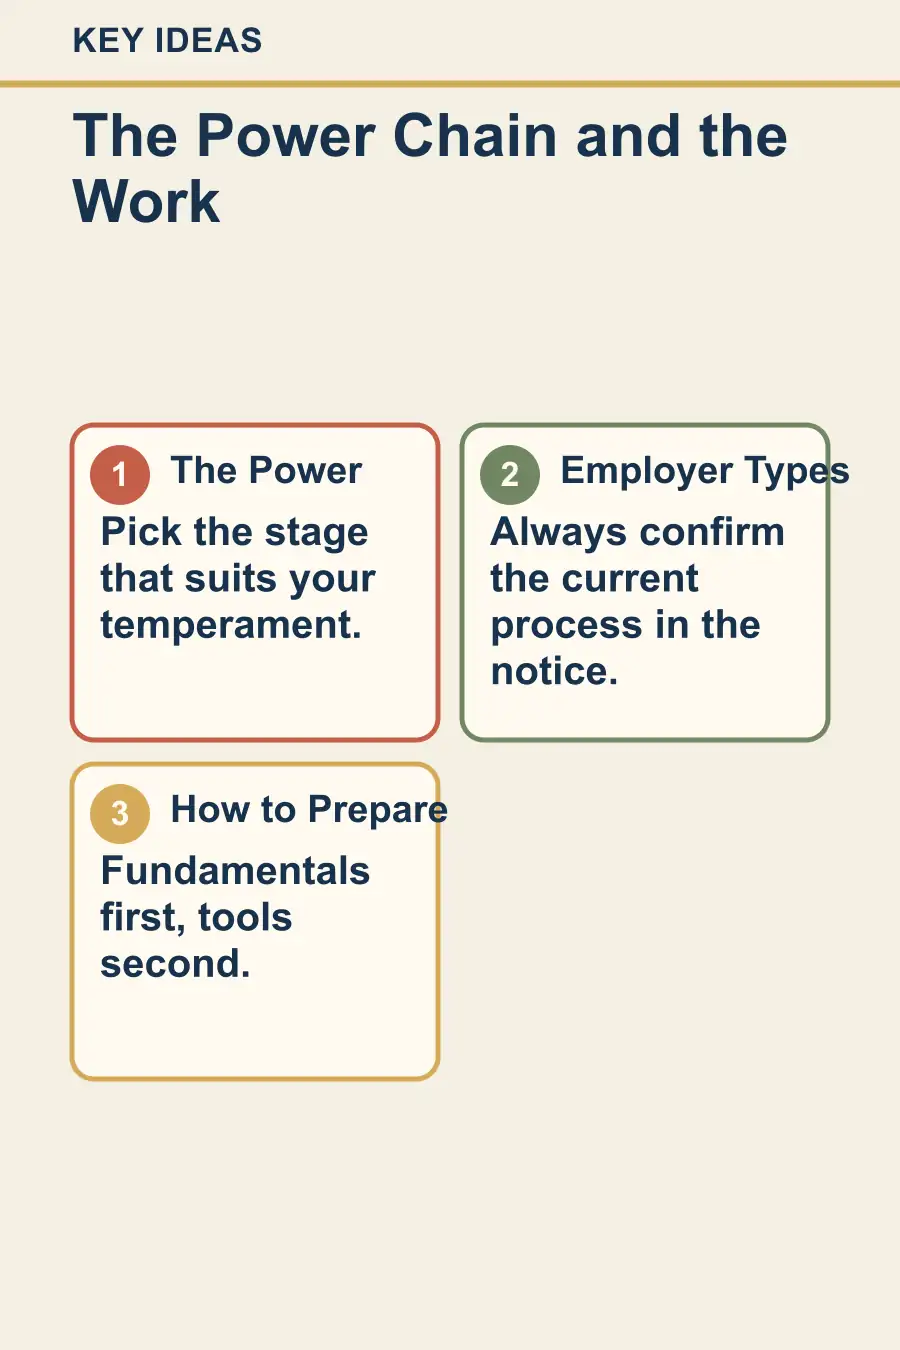 KEY IDEAS
The Power Chain and the
Work
1
The Power
Pick the stage
that suits your
temperament.
2
Employer Types
Always confirm
the current
process in the
notice.
3
How to Prepare
Fundamentals
first, tools
second.